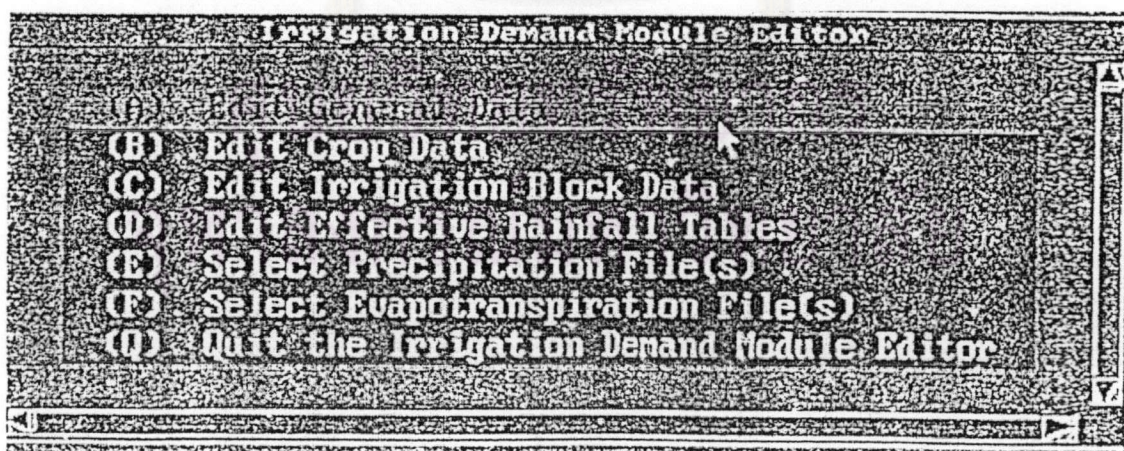 Irrigation Demand Module Editor
(A) Edit General Data
(B) Edit Crop Data
(C) Edit Irrigation Block Data
(D) Edit Effective Rainfall Tables
(E) Select Precipitation File(s)
(F) Select Evapotranspiration File(s)
(Q) Quit the Irrigation Demand Module Editor